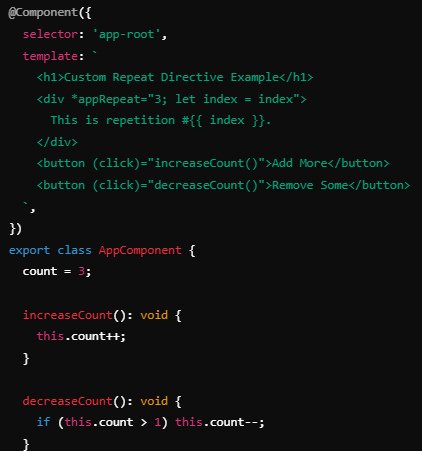 @Component({
  selector: 'app-root',
  template: `
    <h1>Custom Repeat Directive Example</h1>
    <div *appRepeat="3; let index = index">
      This is repetition #{{ index }}.
    </div>
    <button (click)="increaseCount()">Add More</button>
    <button (click)="decreaseCount()">Remove Some</button>
  `,
})
export class AppComponent {
  count = 3;

  increaseCount(): void {
    this.count++;
  }

  decreaseCount(): void {
    if (this.count > 1) this.count--;
  }